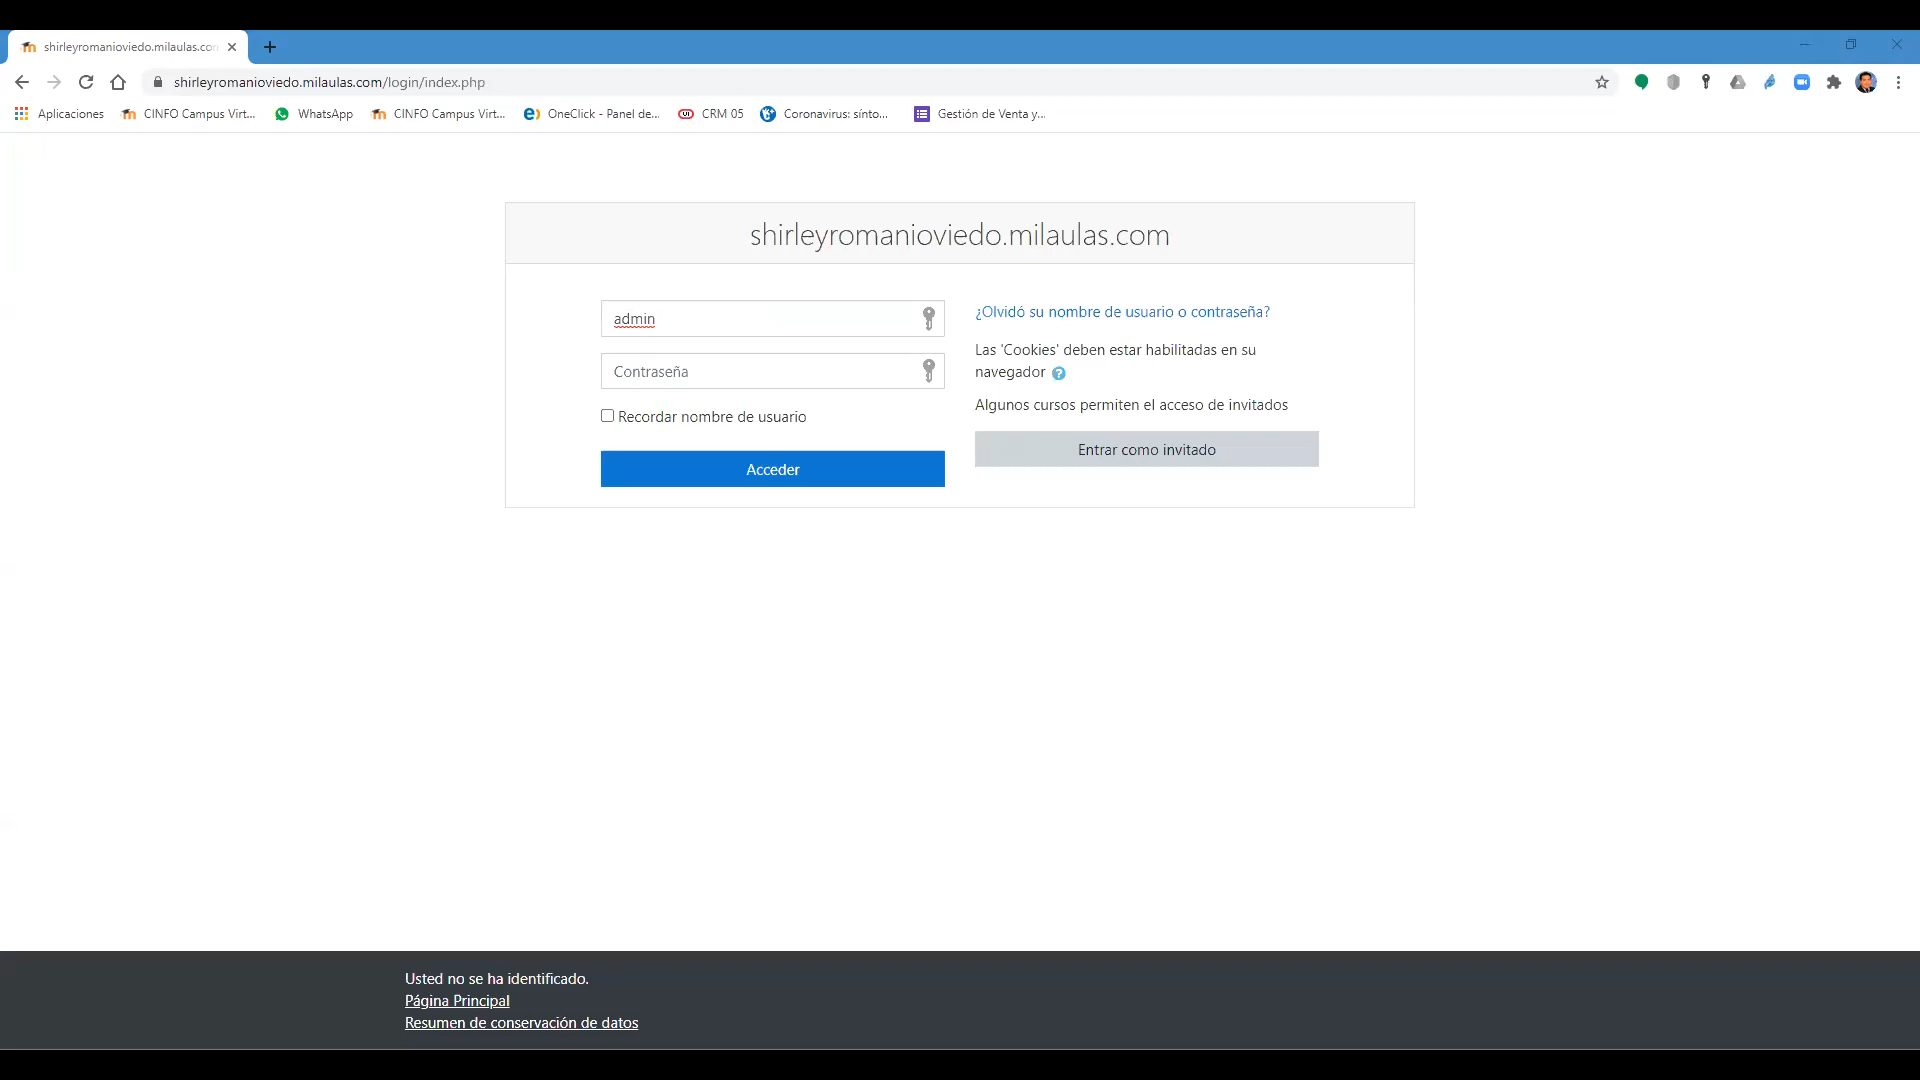 shirleyromanioviedo.milaulas.con
shirleyromanioviedo.milaulas.com/login/index.php
Aplicaciones
CINFO Campus Virt...
WhatsApp
CINFO Campus Virt...
OneClick - Panel de...
CRM 05
Coronavirus: sínto...
Gestión de Venta y...
shirleyromanioviedo.milaulas.com
admin
Contraseña
Recordar nombre de usuario
Acceder
¿Olvidó su nombre de usuario o contraseña?
Las 'Cookies' deben estar habilitadas en su
navegador
Algunos cursos permiten el acceso de invitados
Entrar como invitado
Usted no se ha identificado.
Página Principal
Resumen de conservación de datos